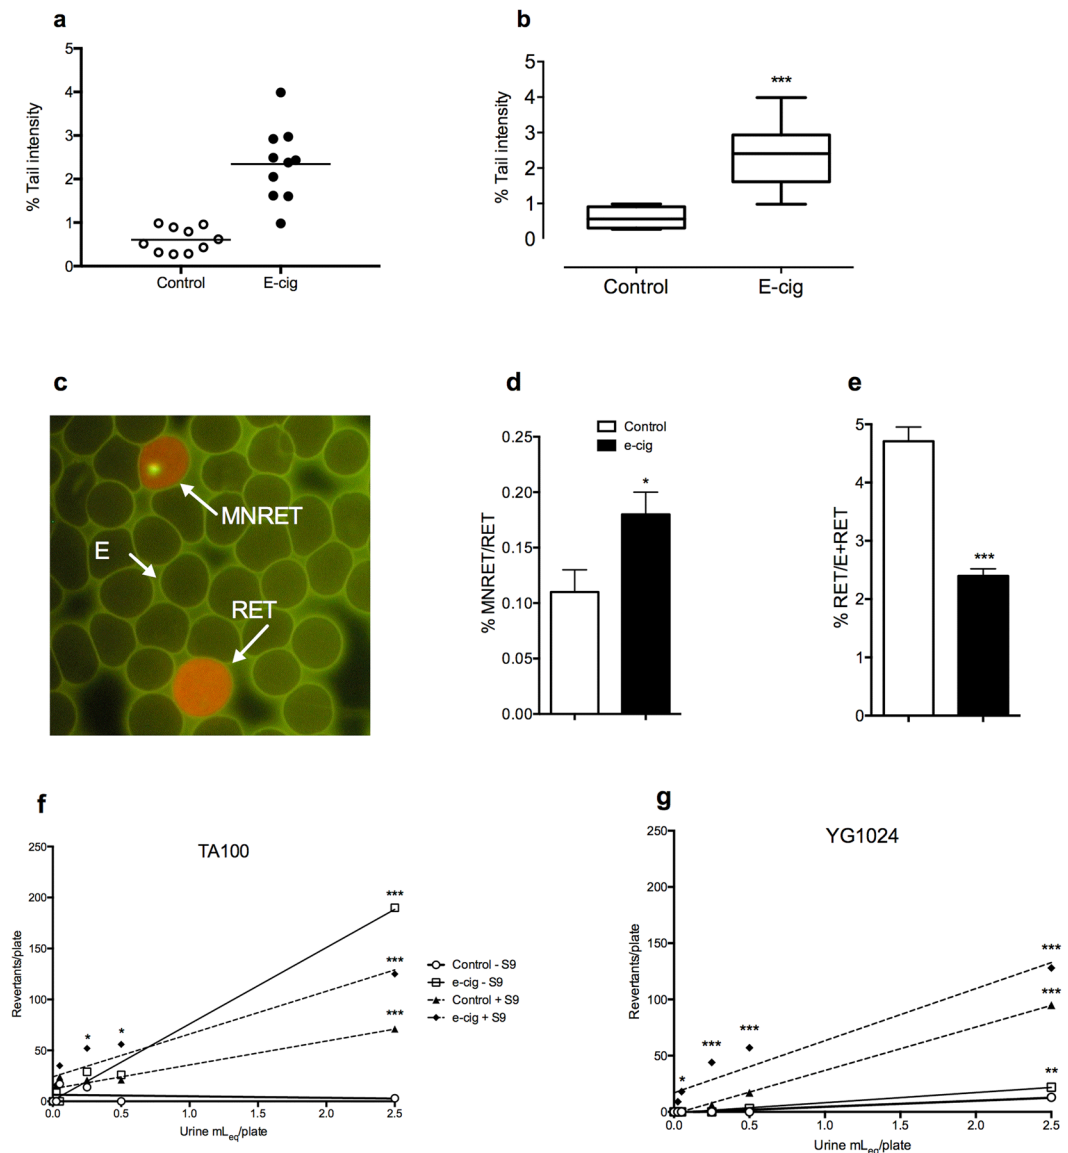 a
b
% Tail intensity
5
4
3
2
1
0
Control
E-cig
% Tail intensity
5
4
3
2
1
0
***
Control
E-cig
c
d
e
MNRET
E
RET
Control
e-cig
% MNRET/RET
0.25
0.20
0.15
0.10
0.05
0.00
*
% RET/E+RET
5
4
3
2
1
0
***
f
g
TA100
Revertants/plate
250
200
150
100
50
0
* * *** *** ***
0.0 0.5 1.0 1.5 2.0 2.5
Urine mLeq/plate
Control - S9
e-cig - S9
Control + S9
e-cig + S9
YG1024
Revertants/plate
250
200
150
100
50
0
* *** *** *** *** **
0.0 0.5 1.0 1.5 2.0 2.5
Urine mLeq/plate